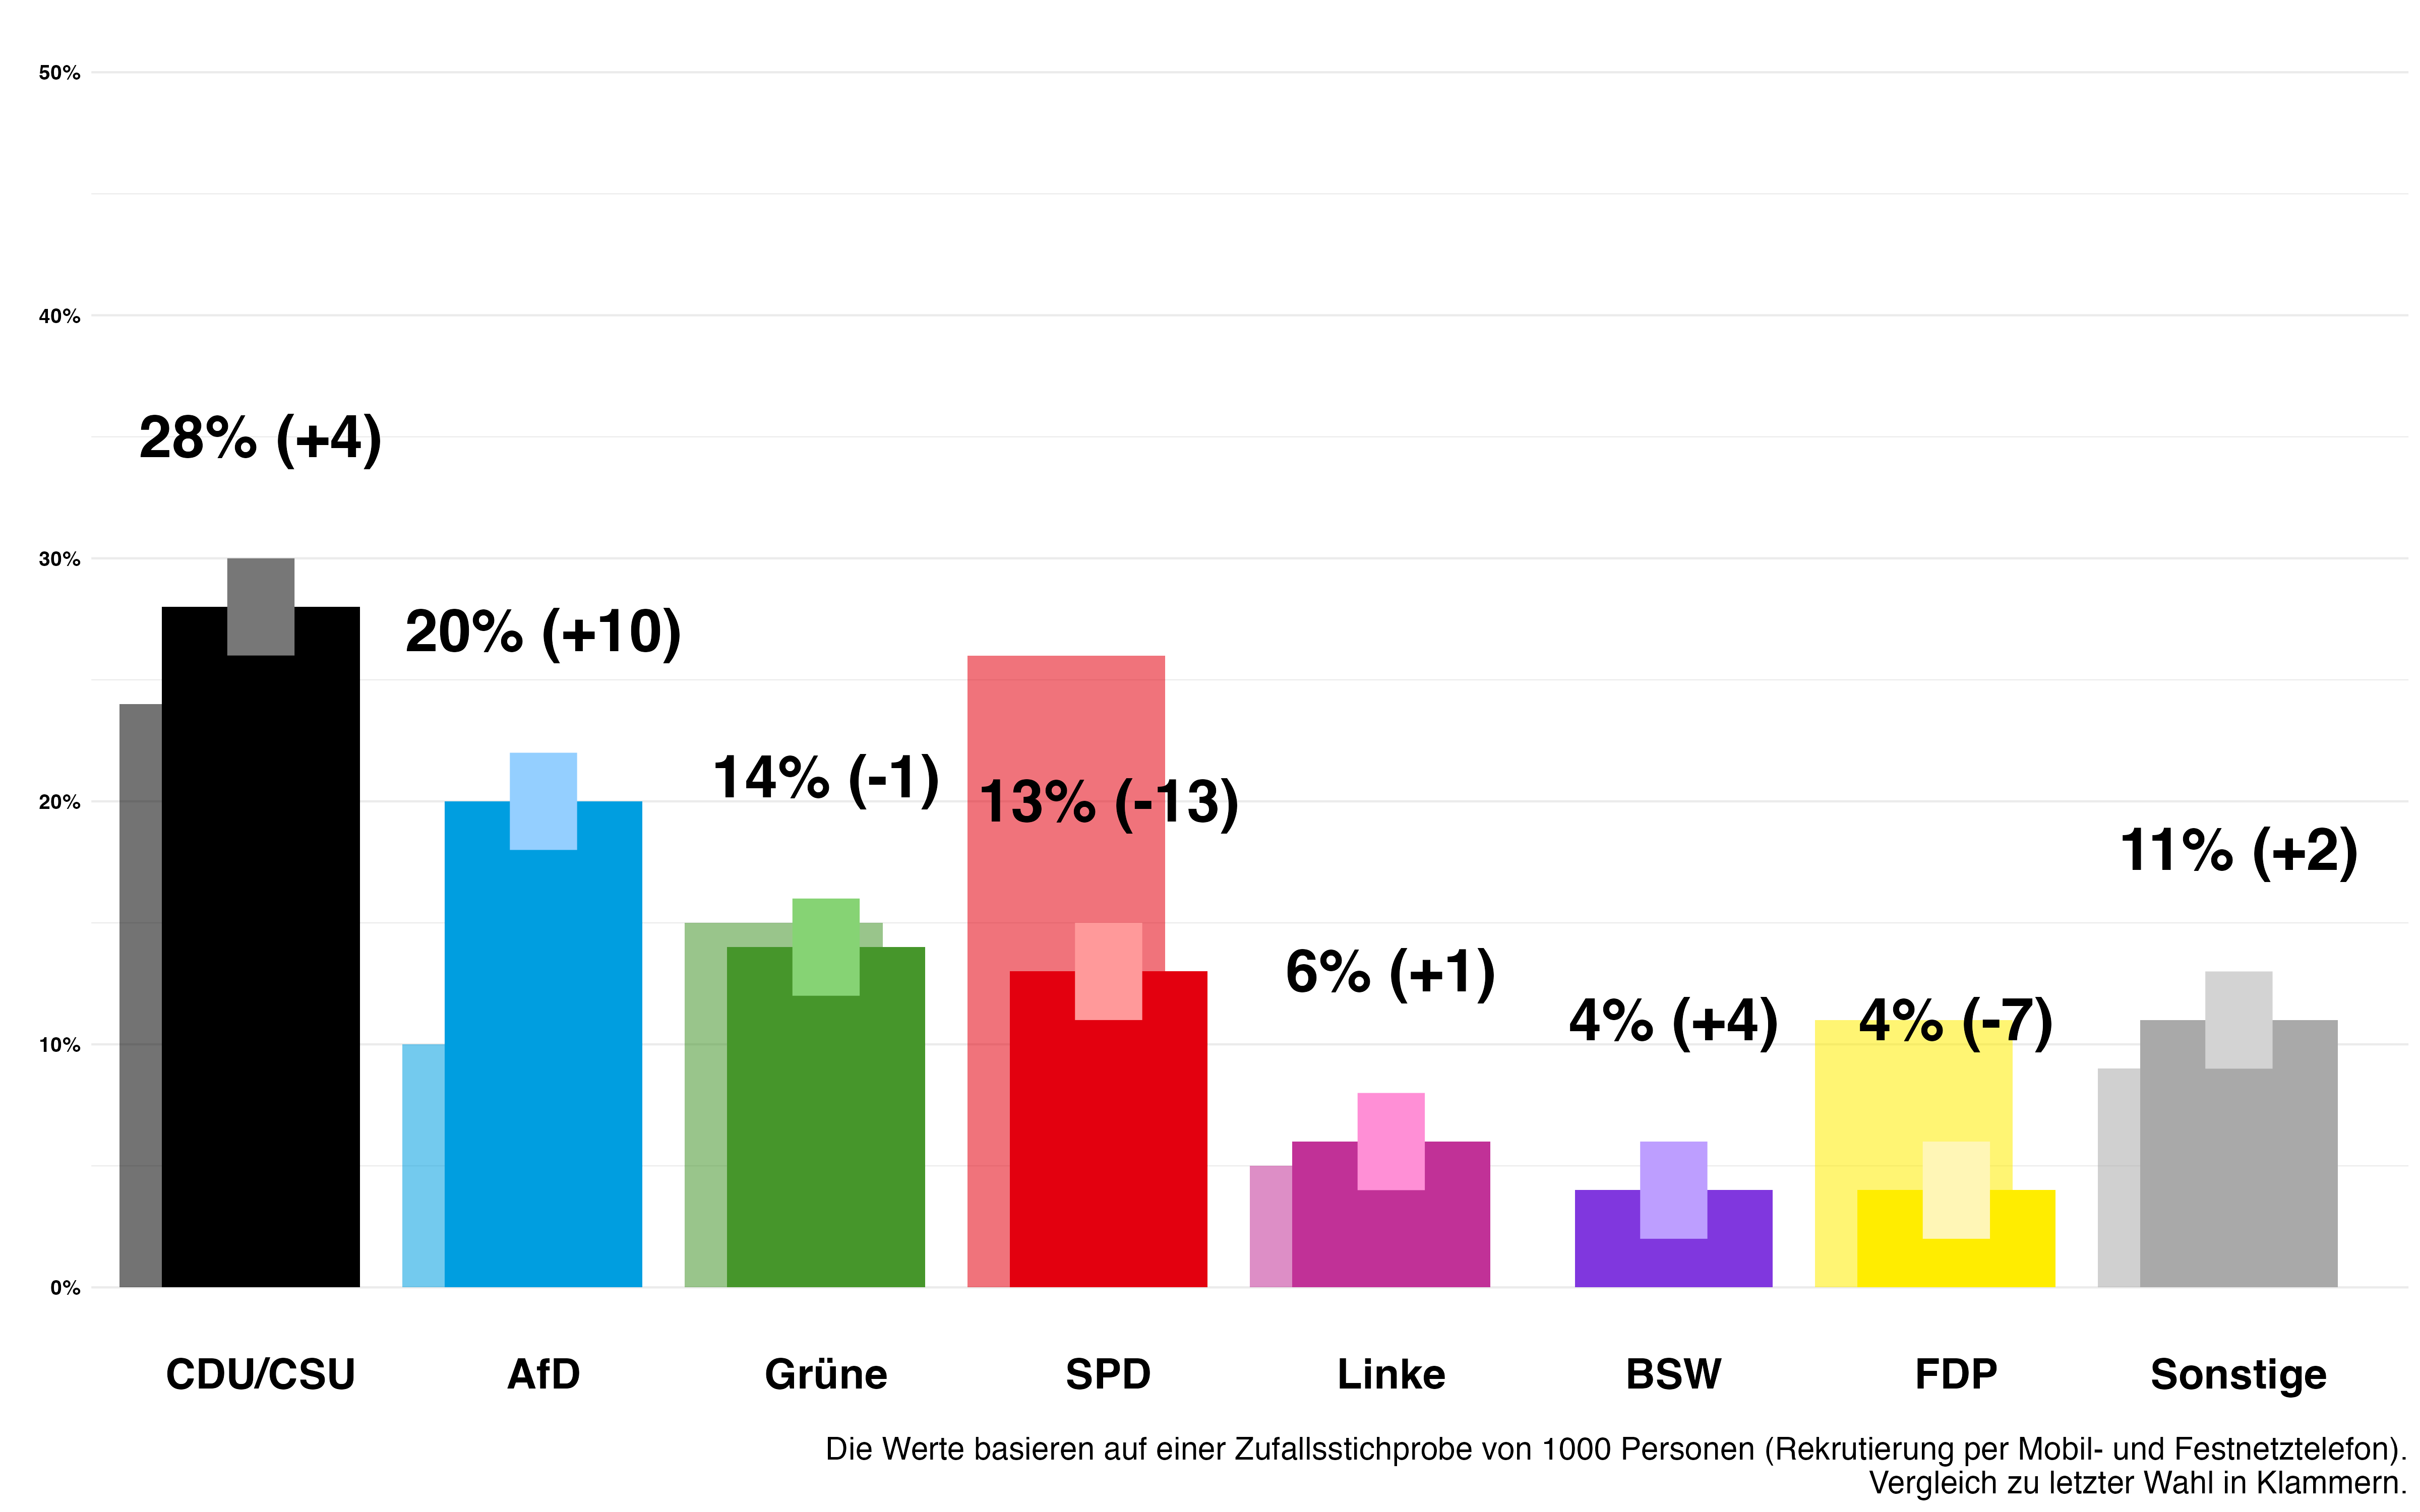 50%
40%
30%
20%
10%
0%
28% (+4)
20% (+10)
14% (-1)
13% (-13)
6% (+1)
4% (+4)
4% (-7)
11% (+2)
CDU/CSU
AfD
Grüne
SPD
Linke
BSW
FDP
Sonstige
Die Werte basieren auf einer Zufallsstichprobe von 1000 Personen (Rekrutierung per Mobil- und Festnetztelefon).
Vergleich zu letzter Wahl in Klammern.